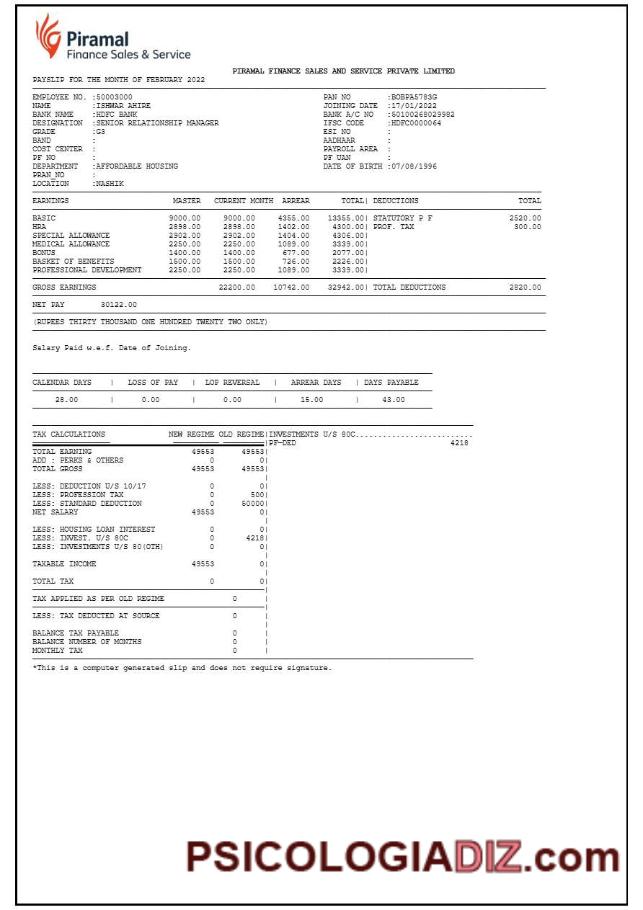 Piramal
Finance Sales & Service
PIRAMAL FINANCE SALES AND SERVICE PRIVATE LIMITED
PAYSLIP FOR THE MONTH OF FEBRUARY 2022
EMPLOYEE NO. :50003000 PAN NO :BOBPA5783G
NAME :ISHWAR AHIRE JOINING DATE :17/01/2022
BANK NAME :HDFC BANK BANK A/C NO :50100268029982
DESIGNATION :SENIOR RELATIONSHIP MANAGER IFSC CODE :HDFC0000064
GRADE :G3 ESI NO :
BAND : AADHAAR :
COST CENTER : PAYROLL AREA :
PF NO : PF UAN :
DEPARTMENT :AFFORDABLE HOUSING DATE OF BIRTH :07/08/1996
PRAN_NO :
LOCATION :NASHIK
EARNINGS MASTER CURRENT MONTH ARREAR TOTAL| DEDUCTIONS TOTAL
BASIC 9000.00 9000.00 4355.00 13355.00| STATUTORY P F 2520.00
HRA 2898.00 2898.00 1402.00 4300.00| PROF. TAX 300.00
SPECIAL ALLOWANCE 2902.00 2902.00 1404.00 4306.00|
MEDICAL ALLOWANCE 2250.00 2250.00 1089.00 3339.00|
BONUS 1400.00 1400.00 677.00 2077.00|
BASKET OF BENEFITS 1500.00 1500.00 726.00 2226.00|
PROFESSIONAL DEVELOPMENT 2250.00 2250.00 1089.00 3339.00|
GROSS EARNINGS 22200.00 10742.00 32942.00| TOTAL DEDUCTIONS 2820.00
NET PAY 30122.00
(RUPEES THIRTY THOUSAND ONE HUNDRED TWENTY TWO ONLY)
Salary Paid w.e.f. Date of Joining.
CALENDAR DAYS | LOSS OF PAY | LOP REVERSAL | ARREAR DAYS | DAYS PAYABLE
28.00 | 0.00 | 0.00 | 15.00 | 43.00
TAX CALCULATIONS NEW REGIME OLD REGIME|INVESTMENTS U/S 80C..........................
|PF-DED 4218
TOTAL EARNING 49553 49553|
ADD : PERKS & OTHERS 0 0|
TOTAL GROSS 49553 49553|
LESS: DEDUCTION U/S 10/17 0 0|
LESS: PROFESSION TAX 0 500|
LESS: STANDARD DEDUCTION 0 50000|
NET SALARY 49553 0|
LESS: HOUSING LOAN INTEREST 0 0|
LESS: INVEST. U/S 80C 0 4218|
LESS: INVESTMENTS U/S 80(OTH) 0 0|
TAXABLE INCOME 49553 0|
TOTAL TAX 0 0|
TAX APPLIED AS PER OLD REGIME 0 |
LESS: TAX DEDUCTED AT SOURCE 0 |
BALANCE TAX PAYABLE 0 |
BALANCE NUMBER OF MONTHS 0 |
MONTHLY TAX 0 |
*This is a computer generated slip and does not require signature.
PSICOLOGIADIZ.com